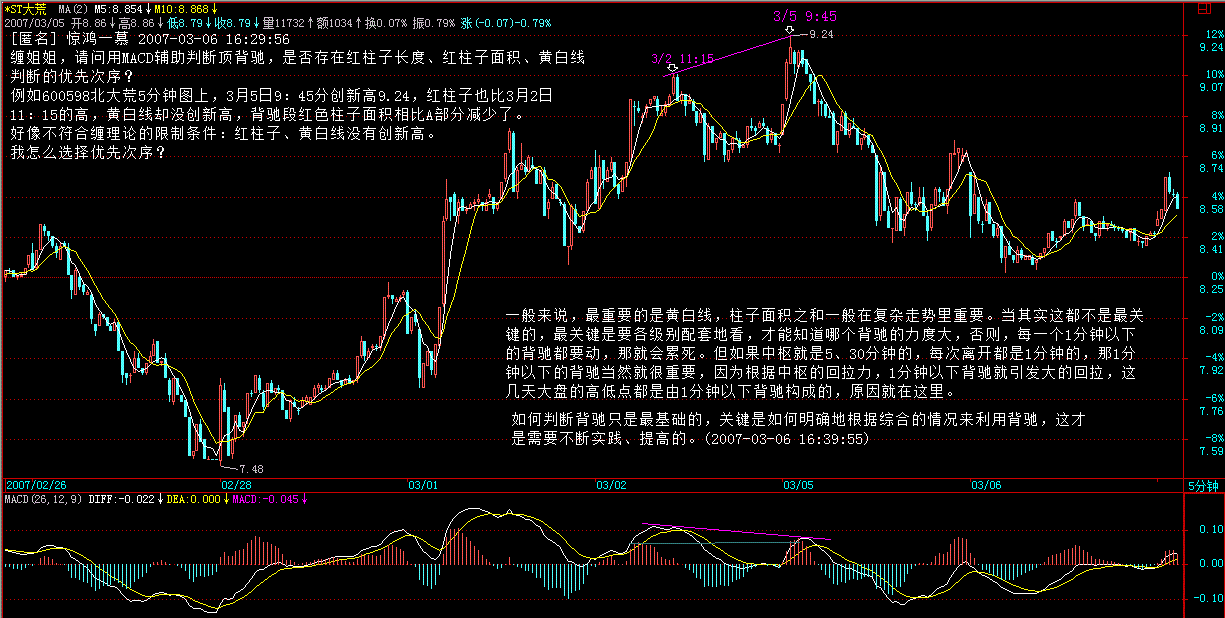 *ST大荒 MA(2) M5:8.854↓M10:8.868↓
2007/03/05 开8.86↓高8.86↓低8.79↓收8.79↓量11732↑额1034↑换0.07% 振0.79% 涨(-0.07)-0.79%
[匿名] 惊鸿一慕 2007-03-06 16:29:56
缠姐姐，请问用MACD辅助判断顶背驰，是否存在红柱子长度、红柱子面积、黄白线
判断的优先次序？
例如600598北大荒5分钟图上，3月5日9：45分创新高9.24，红柱子也比3月2日
11：15的高，黄白线却没创新高，背驰段红色柱子面积相比A部分减少了。
好像不符合缠理论的限制条件：红柱子、黄白线没有创新高。
我怎么选择优先次序？
3/2 11:15
3/5 9:45
9.24
7.48
一般来说，最重要的是黄白线，柱子面积之和一般在复杂走势里重要。当其实这都不是最关
键的，最关键是要各级别配套地看，才能知道哪个背驰的力度大，否则，每一个1分钟以下
的背驰都要动，那就会累死。但如果中枢就是5、30分钟的，每次离开都是1分钟的，那1分
钟以下的背驰当然就很重要，因为根据中枢的回拉力，1分钟以下背驰就引发大的回拉，这
几天大盘的高低点都是由1分钟以下背驰构成的，原因就在这里。
如何判断背驰只是最基础的，关键是如何明确地根据综合的情况来利用背驰，这才
是需要不断实践、提高的。(2007-03-06 16:39:55)
12%
9.24
10%
9.07
8%
8.91
6%
8.74
4%
8.58
2%
8.41
0%
8.25
-2%
8.09
-4%
7.92
-6%
7.76
-8%
7.59
2007/02/26
02/28
03/01
03/02
03/05
03/06
5分钟
MACD(26,12,9) DIFF:-0.022↓DEA:0.000↓MACD:-0.045↓
0.10
0.00
-0.10